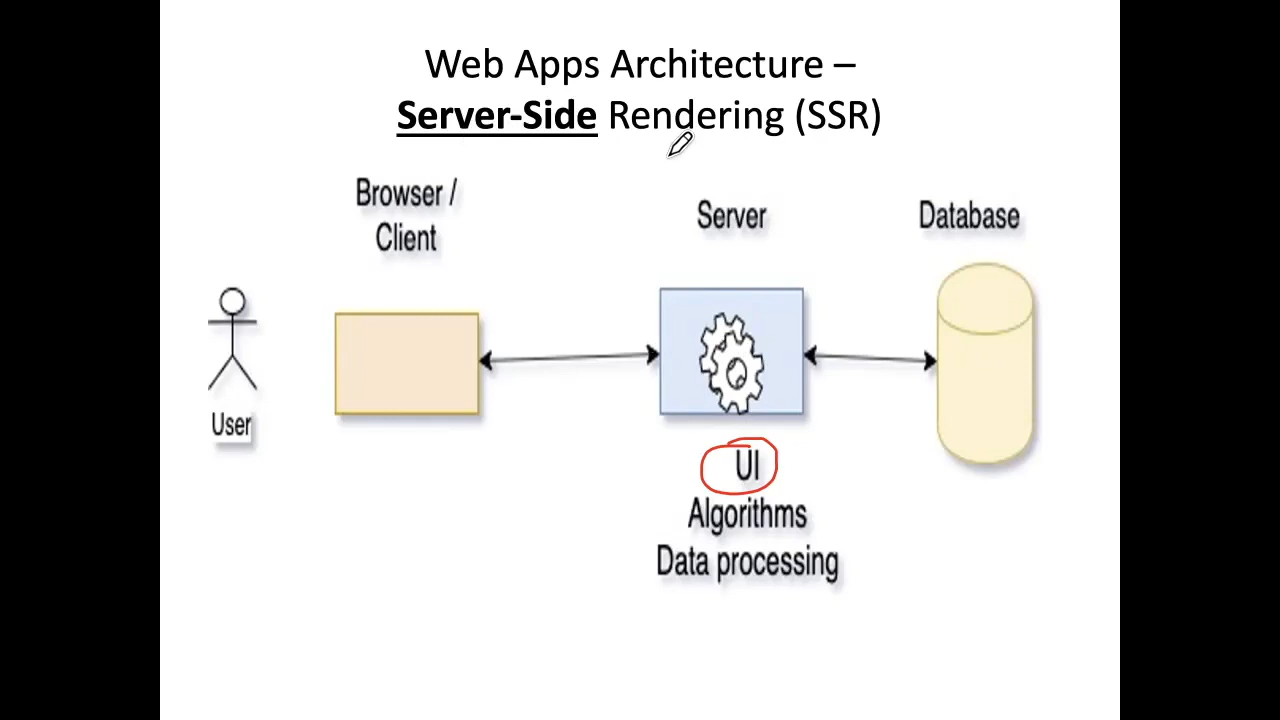 Web Apps Architecture –
Server-Side Rendering (SSR)
Browser /
Client
Server
Database
User
UI
Algorithms
Data processing